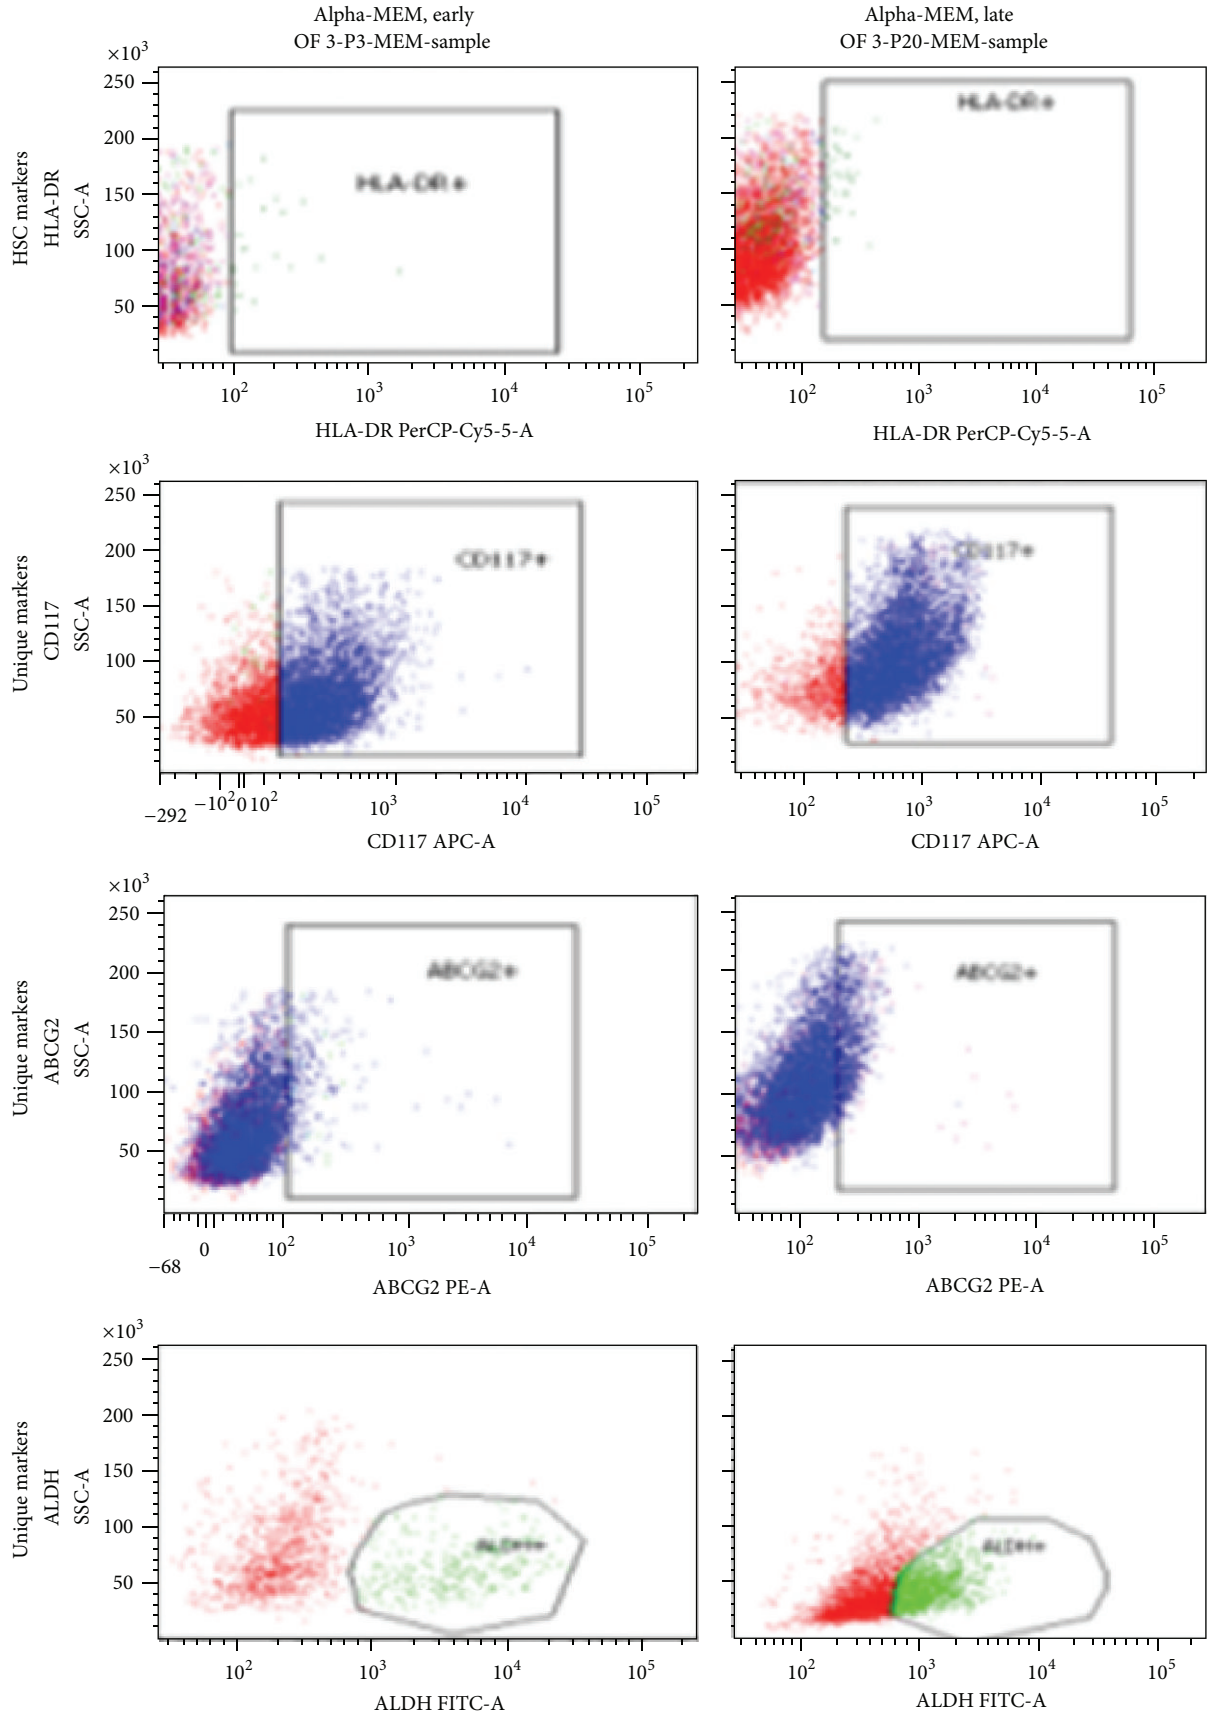 Alpha-MEM, early
OF 3-P3-MEM-sample
Alpha-MEM, late
OF 3-P20-MEM-sample
×10³
250
200
150
100
50
HSC markers
HLA-DR
SSC-A
HLA-DR+
HLA-DR+
10² 10³ 10⁴ 10⁵
HLA-DR PerCP-Cy5-5-A
10² 10³ 10⁴ 10⁵
HLA-DR PerCP-Cy5-5-A
×10³
250
200
150
100
50
Unique markers
CD117
SSC-A
CD117+
CD117+
−292 −10² 0 10² 10³ 10⁴ 10⁵
CD117 APC-A
10² 10³ 10⁴ 10⁵
CD117 APC-A
×10³
250
200
150
100
50
Unique markers
ABCG2
SSC-A
ABCG2+
ABCG2+
−68 0 10² 10³ 10⁴ 10⁵
ABCG2 PE-A
10² 10³ 10⁴ 10⁵
ABCG2 PE-A
×10³
250
200
150
100
50
Unique markers
ALDH
SSC-A
ALDH+
ALDH+
10² 10³ 10⁴ 10⁵
ALDH FITC-A
10² 10³ 10⁴ 10⁵
ALDH FITC-A